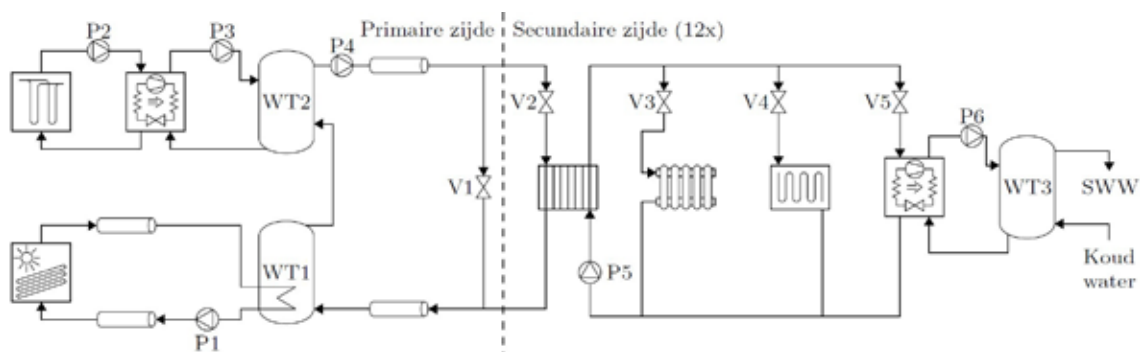 Primaire zijde
Secundaire zijde (12x)
P2
P3
P4
WT2
V1
WT1
P1
V2
V3
V4
V5
P5
P6
WT3
SWW
Koud
water